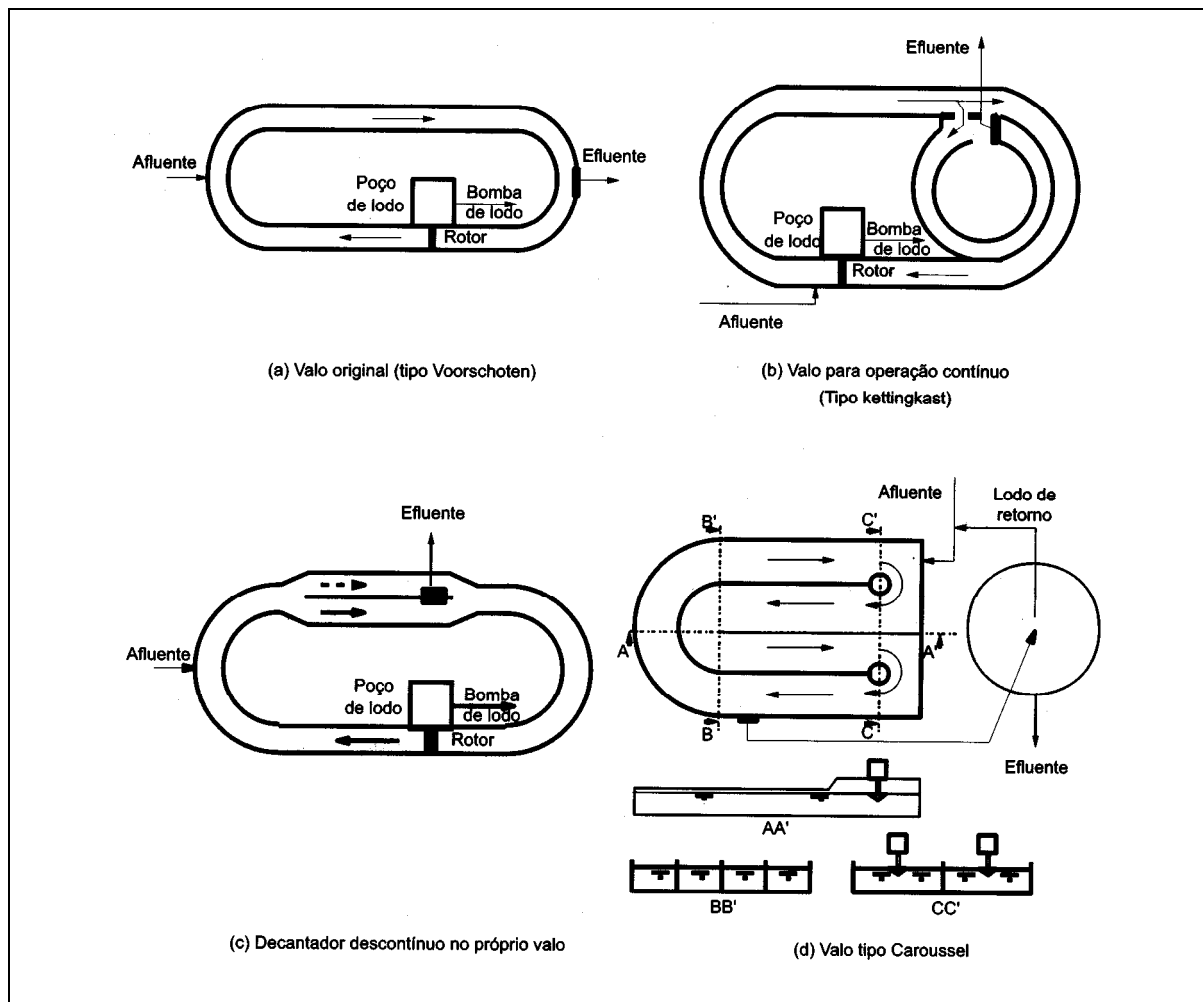 Afluente
Efluente
Poço
de lodo
Bomba
de lodo
Rotor
(a) Valo original (tipo Voorschoten)
Efluente
Poço
de lodo
Bomba
de lodo
Rotor
Afluente
(b) Valo para operação contínuo
(Tipo kettingkast)
Efluente
Afluente
Poço
de lodo
Bomba
de lodo
Rotor
(c) Decantador descontínuo no próprio valo
Afluente
Lodo de
retorno
B'
C'
A
A'
B
C
Efluente
AA'
BB'
CC'
(d) Valo tipo Caroussel